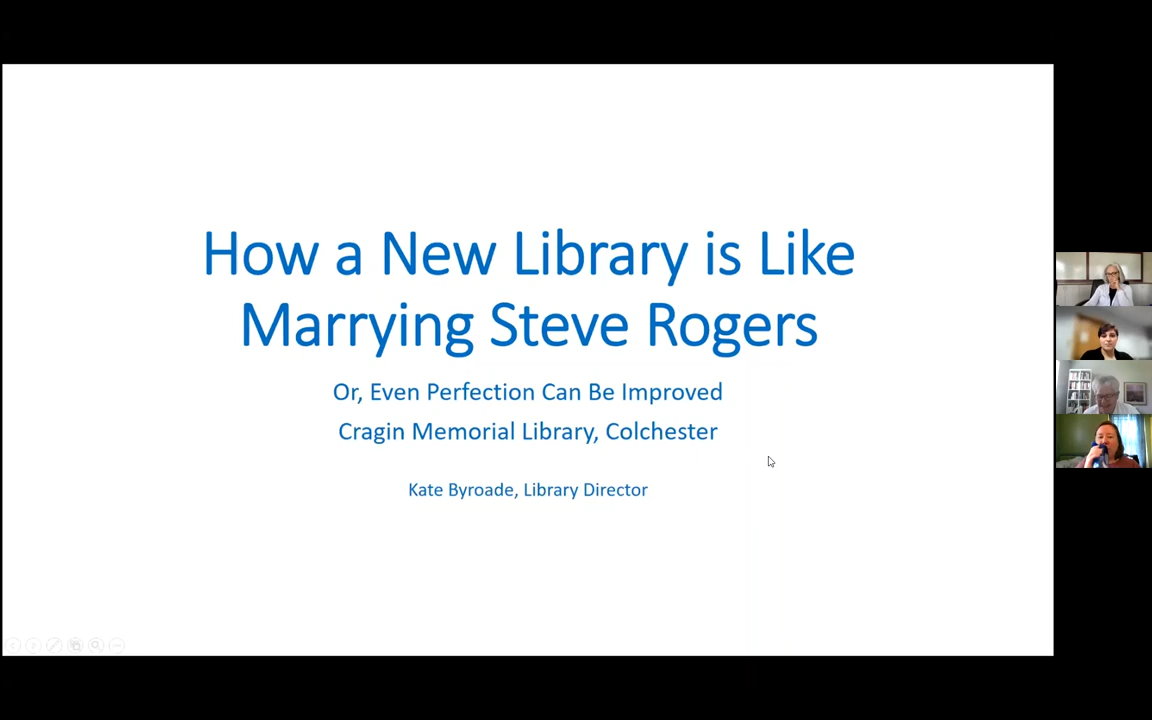 How a New Library is Like
Marrying Steve Rogers
Or, Even Perfection Can Be Improved
Cragin Memorial Library, Colchester
Kate Byroade, Library Director